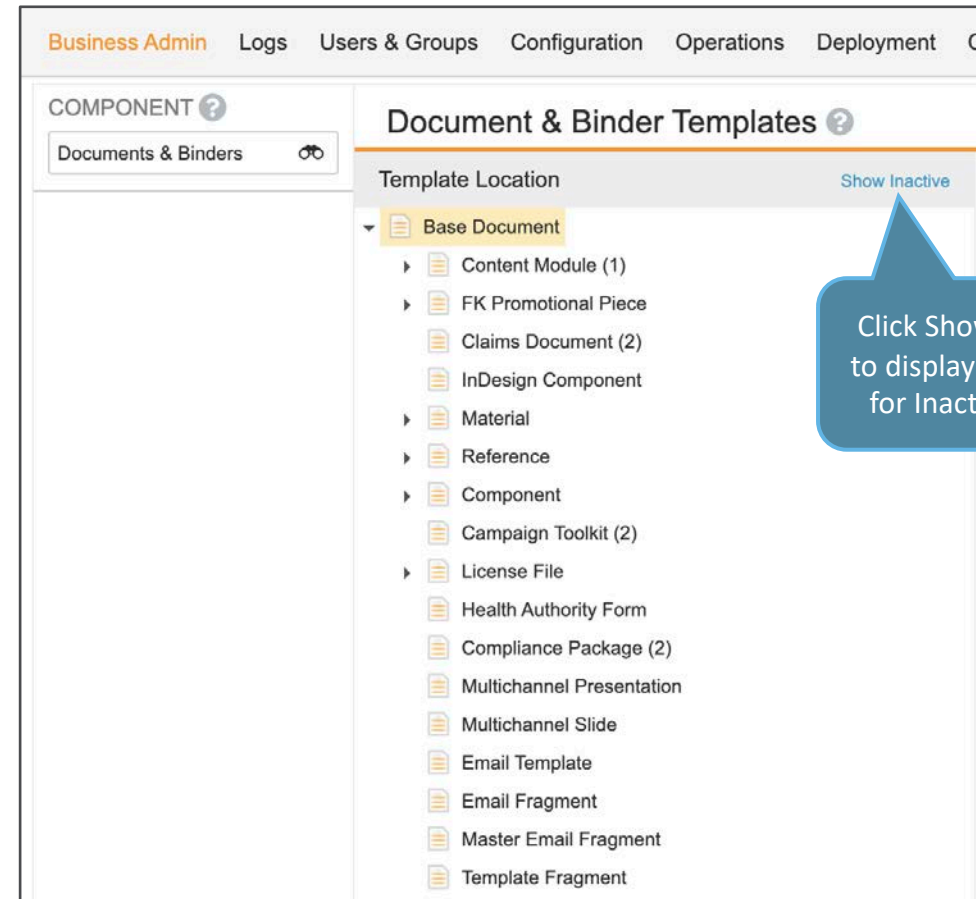 Business Admin Logs Users & Groups Configuration Operations Deployment
COMPONENT
Documents & Binders
Document & Binder Templates
Template Location Show Inactive
Base Document
Content Module (1)
FK Promotional Piece
Claims Document (2)
InDesign Component
Material
Reference
Component
Campaign Toolkit (2)
License File
Health Authority Form
Compliance Package (2)
Multichannel Presentation
Multichannel Slide
Email Template
Email Fragment
Master Email Fragment
Template Fragment
Click
to display
for